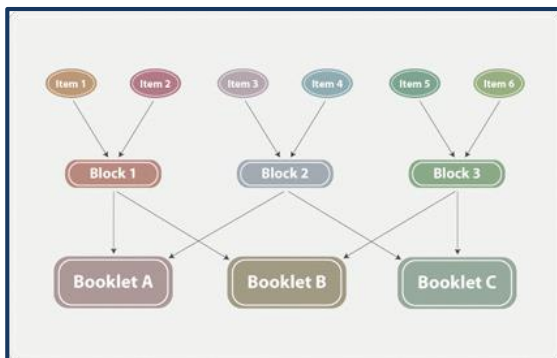 Item 1
Item 2
Item 3
Item 4
Item 5
Item 6
Block 1
Block 2
Block 3
Booklet A
Booklet B
Booklet C